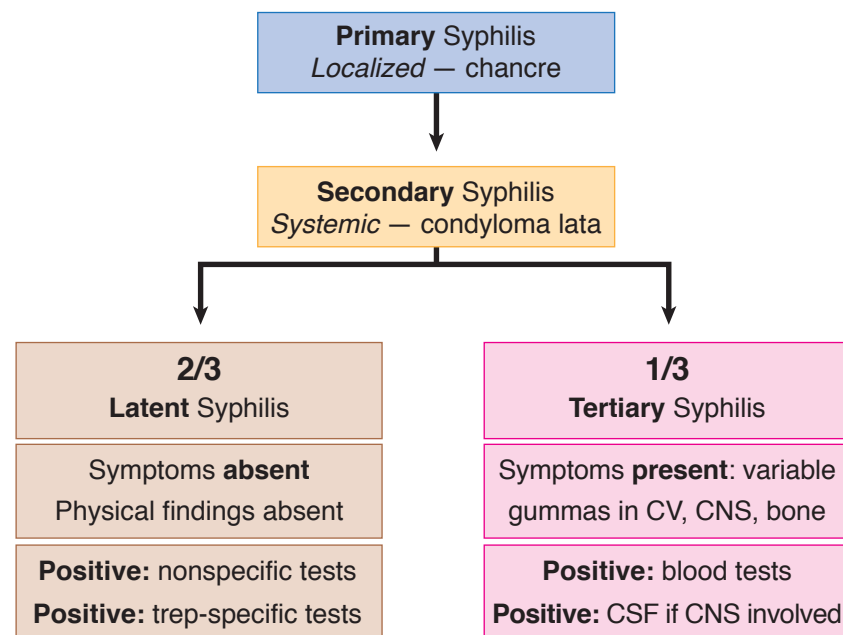 Primary Syphilis
Localized — chancre
Secondary Syphilis
Systemic — condyloma lata
2/3
Latent Syphilis
Symptoms absent
Physical findings absent
Positive: nonspecific tests
Positive: trep-specific tests
1/3
Tertiary Syphilis
Symptoms present: variable
gummas in CV, CNS, bone
Positive: blood tests
Positive: CSF if CNS involved